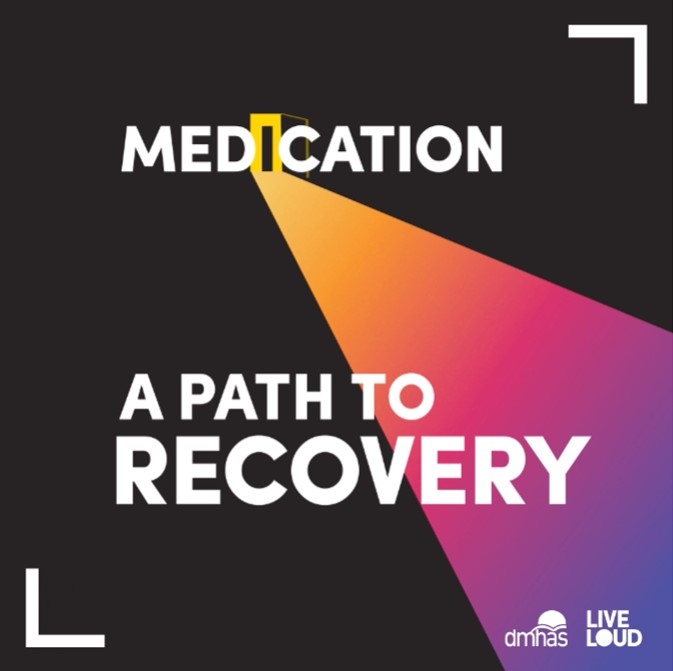 MEDICATION
A PATH TO
RECOVERY
dmhas
LIVE
LOUD